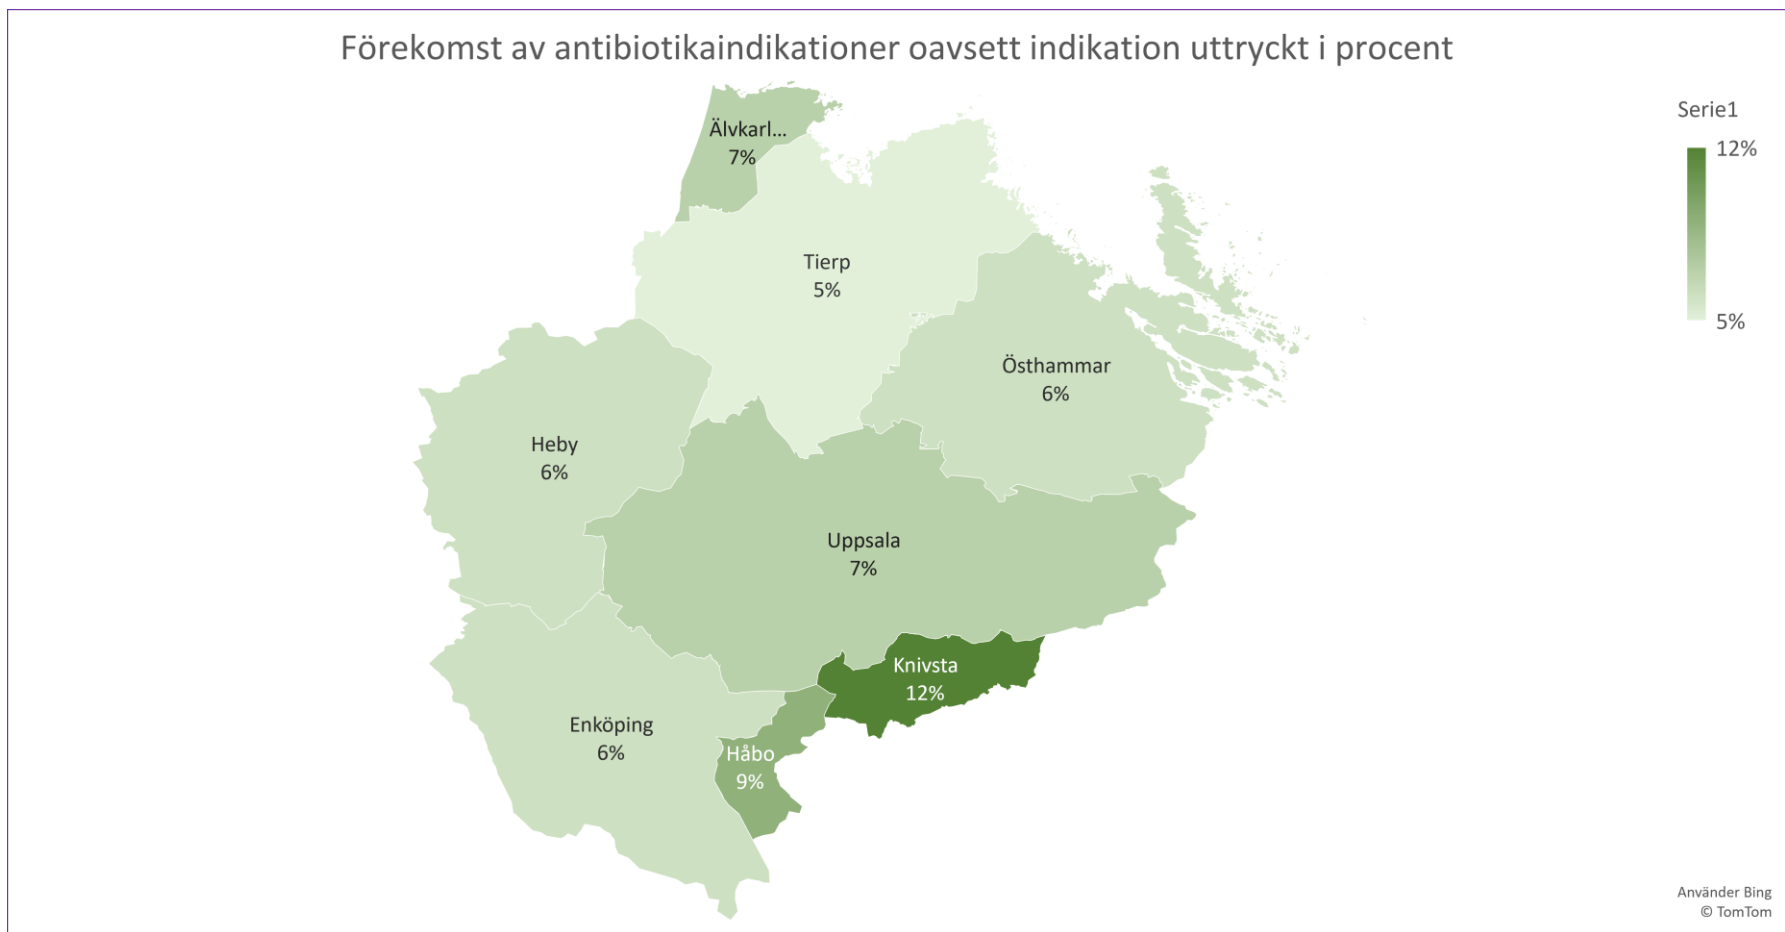 Förekomst av antibiotikaindikationer oavsett indikation uttryckt i procent
Serie1
12%
5%
Älvkarl...
7%
Tierp
5%
Östhammar
6%
Heby
6%
Uppsala
7%
Knivsta
12%
Enköping
6%
Håbo
9%
Använder Bing
© TomTom